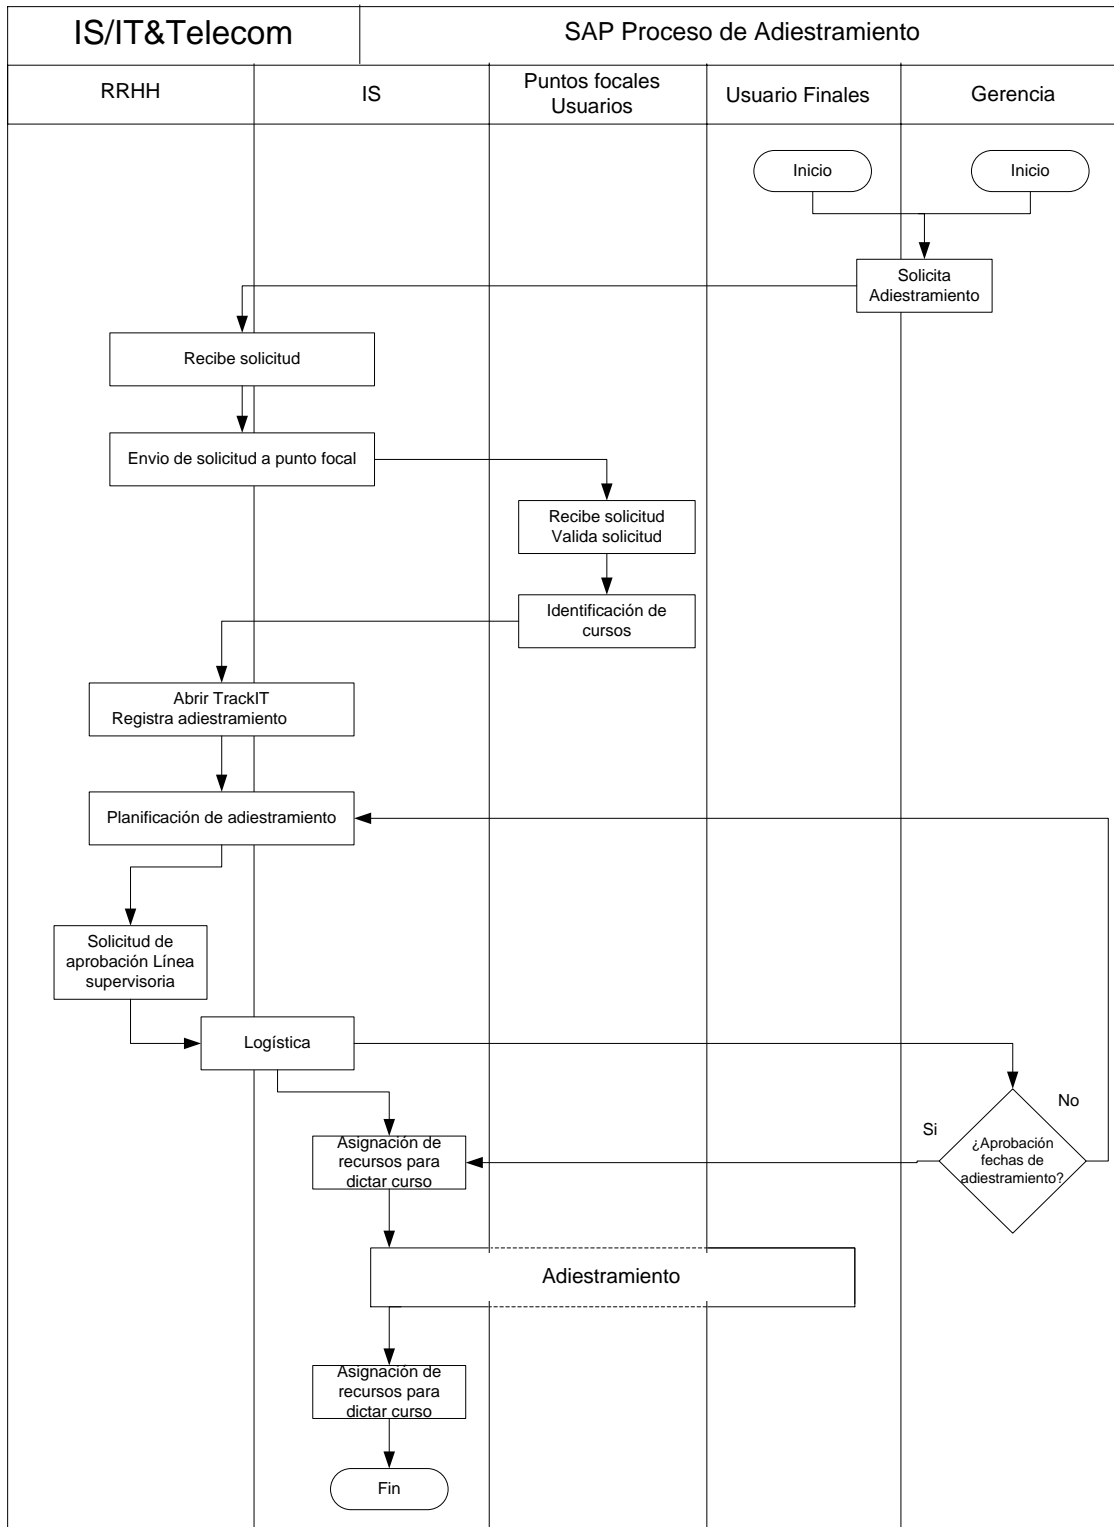 IS/IT&Telecom
SAP Proceso de Adiestramiento
RRHH
IS
Puntos focales
Usuarios
Usuario Finales
Gerencia
Inicio
Inicio
Solicita
Adiestramiento
Recibe solicitud
Envio de solicitud a punto focal
Recibe solicitud
Valida solicitud
Identificación de
cursos
Abrir TrackIT
Registra adiestramiento
Planificación de adiestramiento
Solicitud de
aprobación Línea
supervisoria
Logística
No
Si
¿Aprobación
fechas de
adiestramiento?
Asignación de
recursos para
dictar curso
Adiestramiento
Asignación de
recursos para
dictar curso
Fin